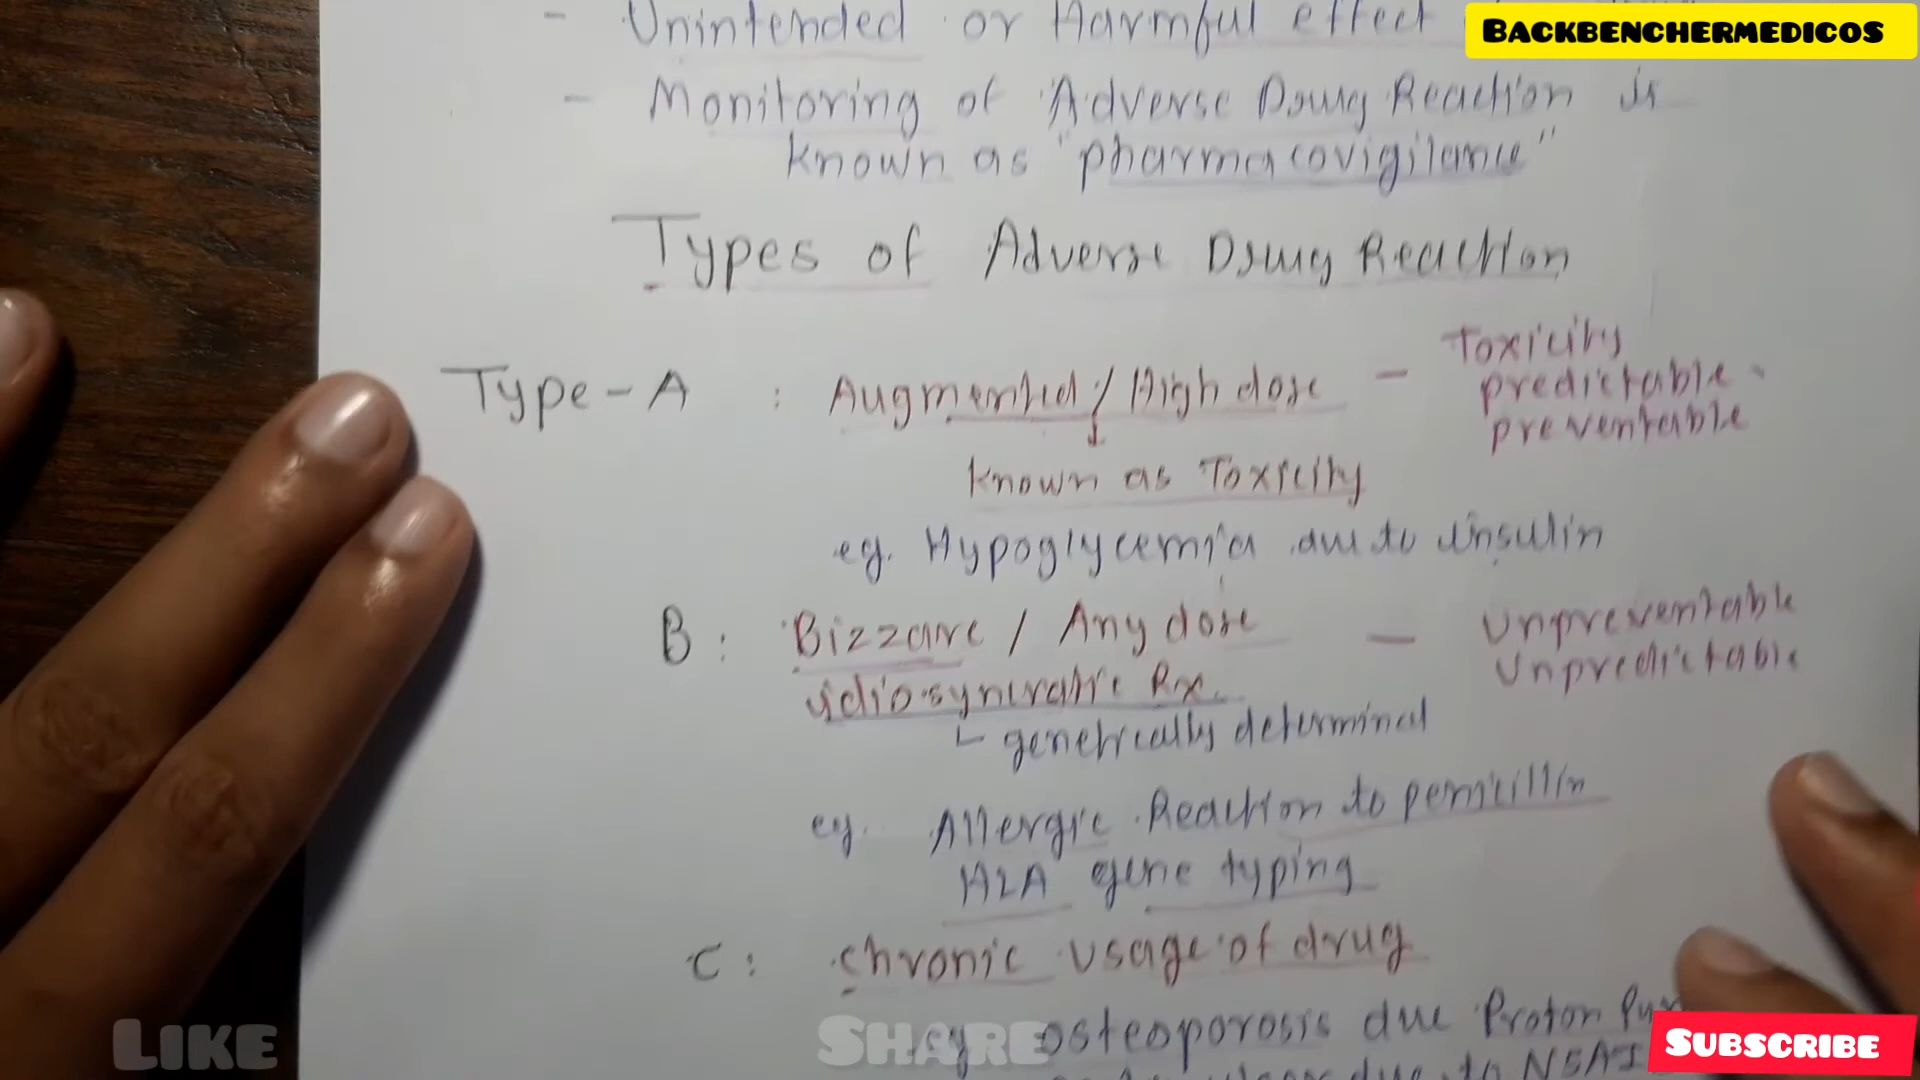 - Unintended or Harmful effect
BACKBENCHERMEDICOS
- Monitoring of Adverse Drug Reaction is
known as "pharmacovigilance"
Types of Adverse Drug Reaction
Type-A : Augmented / High dose - Toxicity
predictable
preventable
known as Toxicity
eg. Hypoglycemia due to insulin
B : Bizzare / Any dose - Unpreventable
Unpredictable
idiosyncratic Rx.
genetically determined
eg. Allergic Reaction to penicillin
HLA gene typing
C : chronic usage of drug
eg osteoporosis due Proton
due to NSAI
LIKE
SHARE
SUBSCRIBE